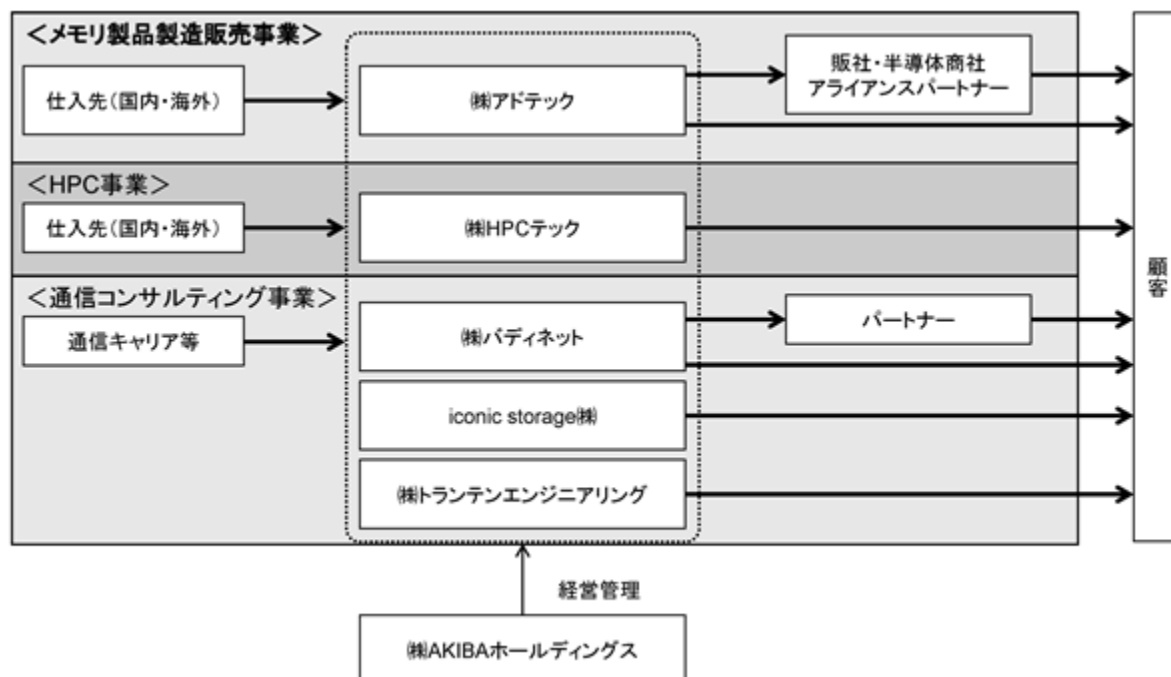 ＜メモリ製品製造販売事業＞
仕入先（国内・海外）
㈱アドテック
販社・半導体商社
アライアンスパートナー
＜HPC事業＞
仕入先（国内・海外）
㈱HPCテック
＜通信コンサルティング事業＞
通信キャリア等
㈱バディネット
パートナー
iconic storage㈱
㈱トランテンエンジニアリング
顧客
経営管理
㈱AKIBAホールディングス